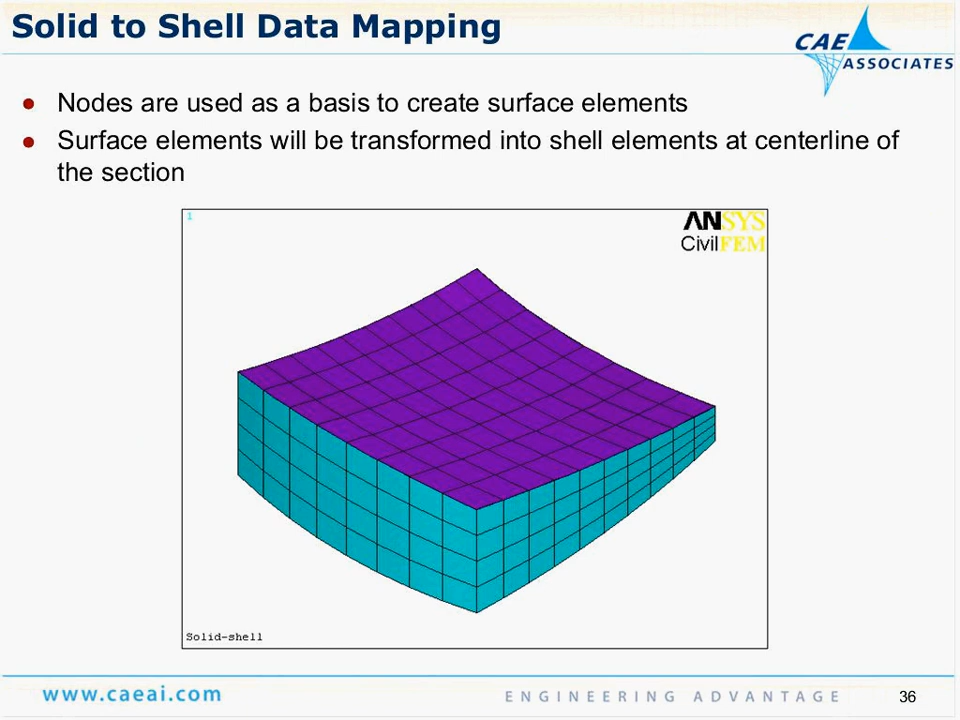 Solid to Shell Data Mapping
CAE
ASSOCIATES
● Nodes are used as a basis to create surface elements
● Surface elements will be transformed into shell elements at centerline of
the section
1
ANSYS
CivilFEM
Solid-shell
www.caeai.com
ENGINEERING ADVANTAGE
36